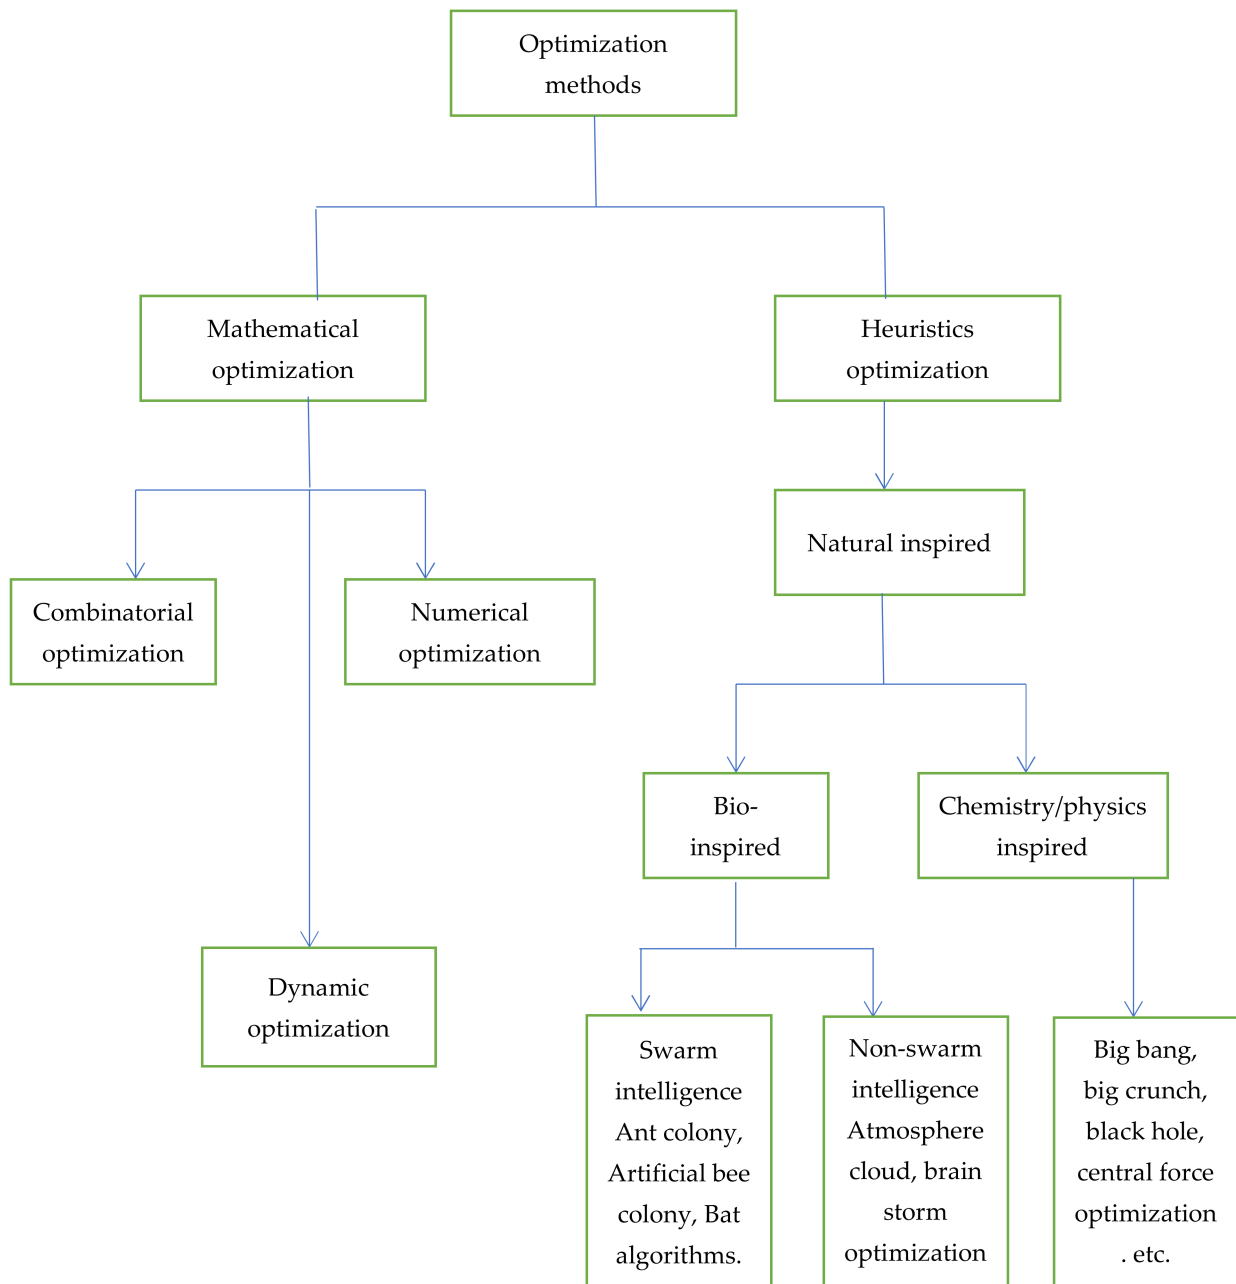 Optimization
methods
Mathematical
optimization
Heuristics
optimization
Natural inspired
Combinatorial
optimization
Numerical
optimization
Bio-
inspired
Chemistry/physics
inspired
Dynamic
optimization
Swarm
intelligence
Ant colony,
Artificial bee
colony, Bat
algorithms.
Non-swarm
intelligence
Atmosphere
cloud, brain
storm
optimization
Big bang,
big crunch,
black hole,
central force
optimization
. etc.